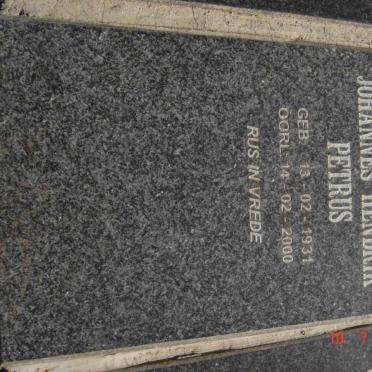 JOHANNES HENDRIK
PETRUS
GEB. 13 - 02 - 1931
OORL. 14 - 02 - 2000
RUS IN VREDE